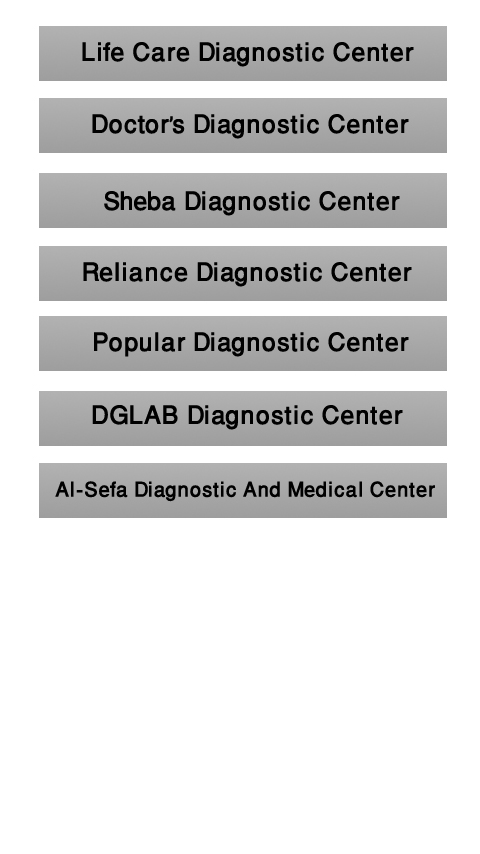 Life Care Diagnostic Center
Doctor's Diagnostic Center
Sheba Diagnostic Center
Reliance Diagnostic Center
Popular Diagnostic Center
DGLAB Diagnostic Center
Al-Sefa Diagnostic And Medical Center